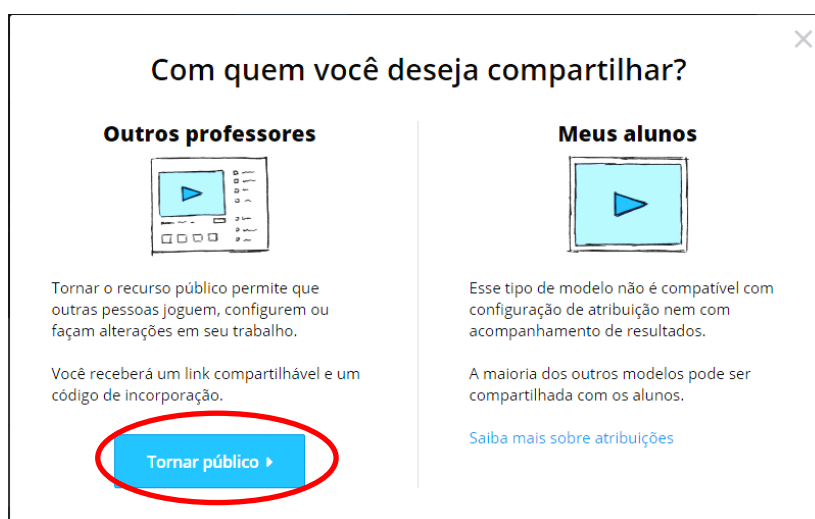 Com quem você deseja compartilhar?
Outros professores
Tornar o recurso público permite que
outras pessoas joguem, configurem ou
façam alterações em seu trabalho.
Você receberá um link compartilhável e um
código de incorporação.
Tornar público
Meus alunos
Esse tipo de modelo não é compatível com
configuração de atribuição nem com
acompanhamento de resultados.
A maioria dos outros modelos pode ser
compartilhada com os alunos.
Saiba mais sobre atribuições